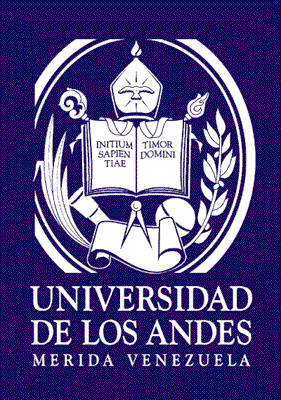 INITIUM
SAPIEN
TIAE
TIMOR
DOMINI
UNIVERSIDAD
DE LOS ANDES
MERIDA VENEZUELA